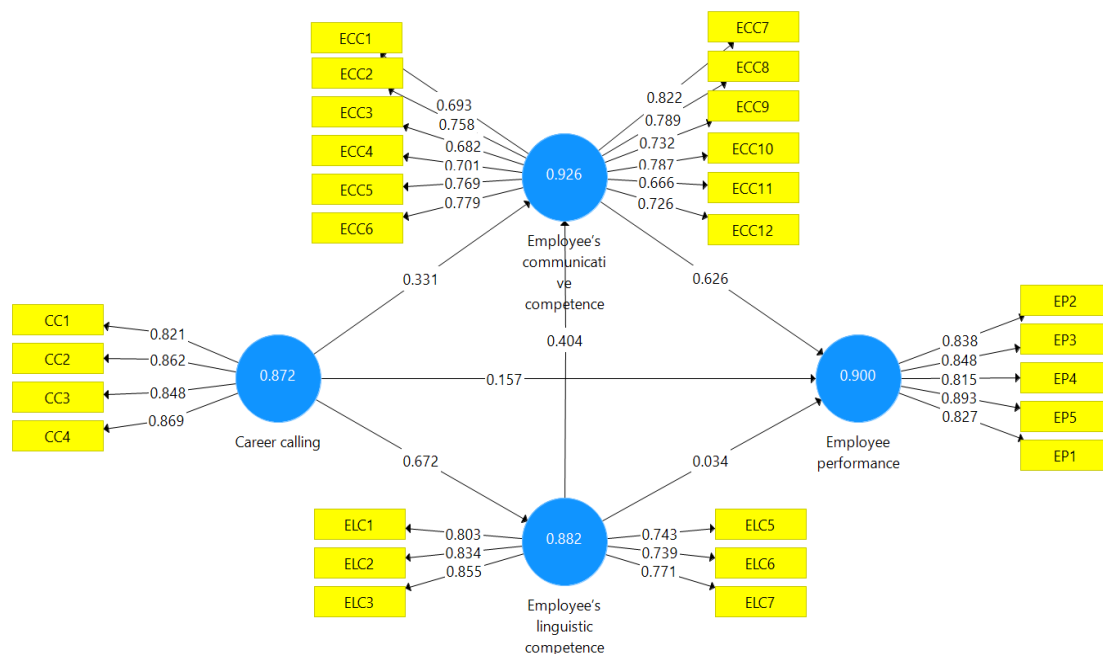 ECC1
ECC2
ECC3
ECC4
ECC5
ECC6
0.693
0.758
0.682
0.701
0.769
0.779
ECC7
ECC8
ECC9
ECC10
ECC11
ECC12
0.822
0.789
0.732
0.787
0.666
0.726
0.926
Employee's
communicati
ve
competence
0.331
0.404
0.626
CC1
CC2
CC3
CC4
0.821
0.862
0.848
0.869
0.872
Career calling
0.157
0.672
0.034
0.900
Employee
performance
0.838
0.848
0.815
0.893
0.827
EP2
EP3
EP4
EP5
EP1
ELC1
ELC2
ELC3
0.803
0.834
0.855
0.882
Employee's
linguistic
competence
0.743
0.739
0.771
ELC5
ELC6
ELC7